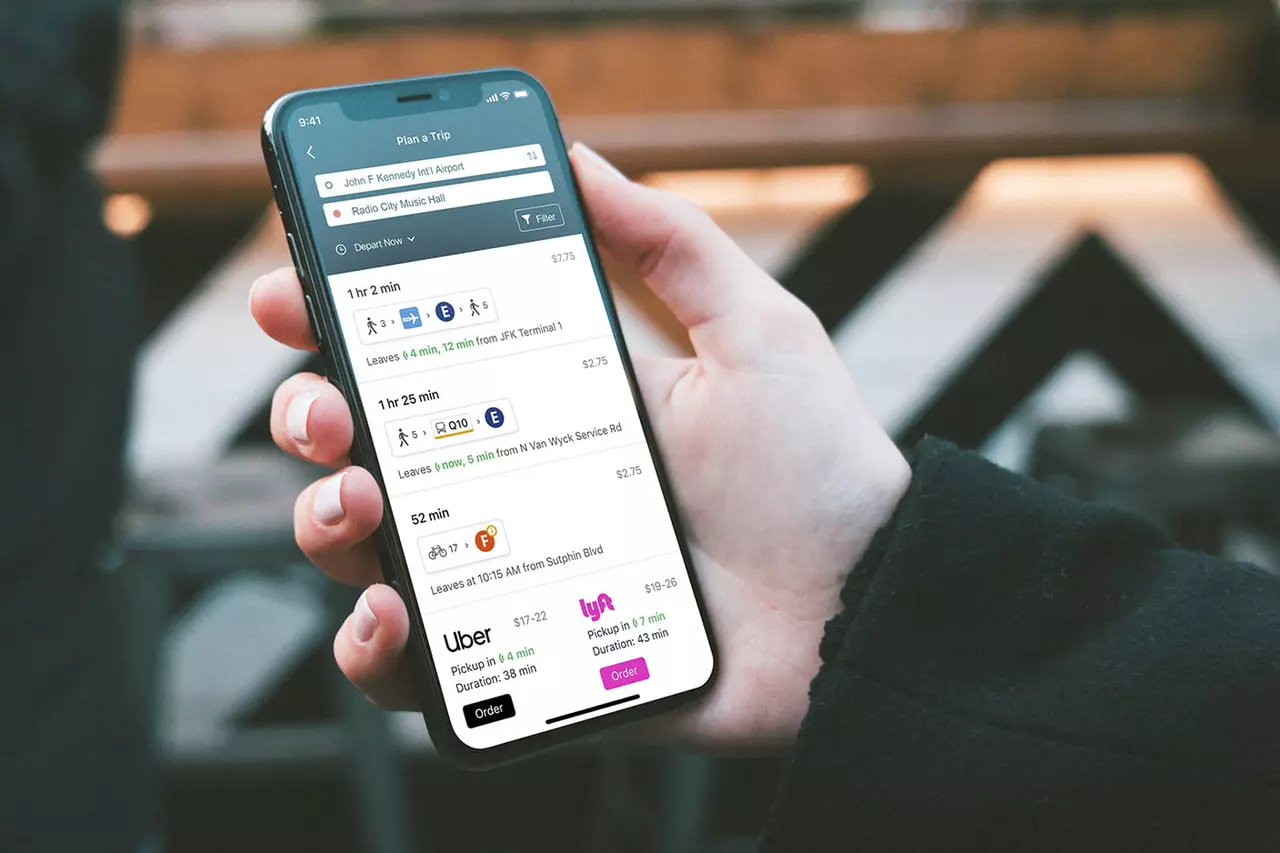 9:41
Plan a Trip
John F Kennedy Int'l Airport
Radio City Music Hall
Depart Now
Filter
$7.75
1 hr 2 min
3 E 5
Leaves 4 min, 12 min from JFK Terminal 1
$2.75
1 hr 25 min
5 Q10 E
Leaves now, 5 min from N Van Wyck Service Rd
$2.75
52 min
17 F
Leaves at 10:15 AM from Sutphin Blvd
Uber $17-22
Pickup in 4 min
Duration: 38 min
Order
lyft $19-26
Pickup in 7 min
Duration: 43 min
Order